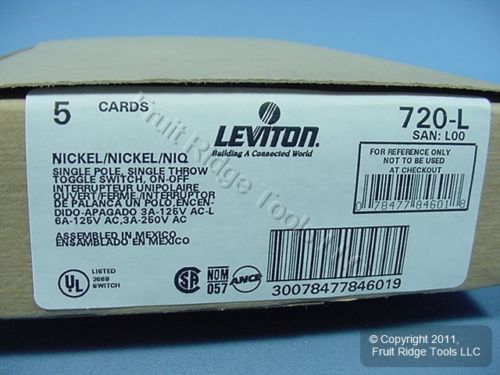 5 CARDS
LEVITON.
Building A Connected World
720-L
SAN: L00
NICKEL/NICKEL/NIQ
SINGLE POLE, SINGLE THROW
TOGGLE SWITCH, ON-OFF
INTERRUPTEUR UNIPOLAIRE
OUVERT/FERME INTERRUPTOR
DE PALANCA UN POLO,ENCEN-
DIDO-APAGADO 3A-125V AC-L
6A-125V AC,3A-250V AC
ASSEMBLED IN MEXICO
ENSAMBLADO EN MEXICO
FOR REFERENCE ONLY
NOT TO BE USED
AT CHECKOUT
0 78477 84601 8
UL
LISTED
SWITCH
NOM
057
ANCE
30078477846019
Fruit Ridge Tools
© Copyright 2011,
Fruit Ridge Tools LLC